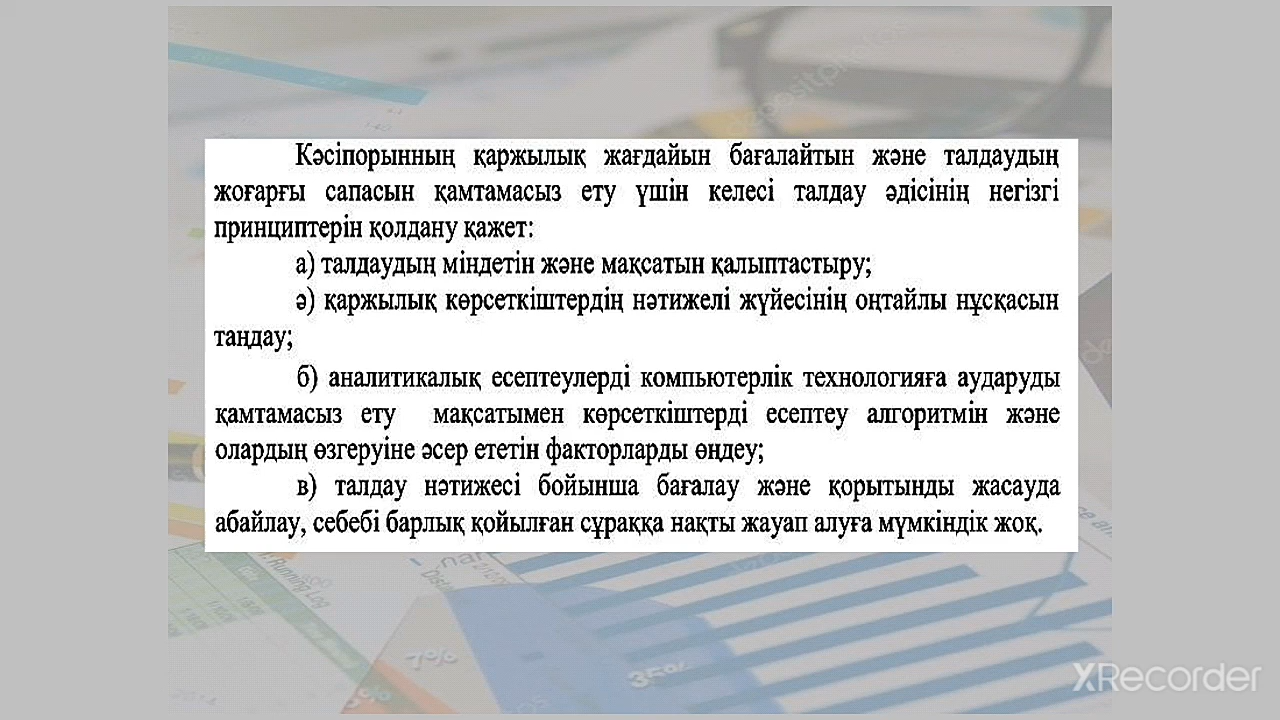 Кәсіпорынның қаржылық жағдайын бағалайтын және талдаудың
жоғарғы сапасын қамтамасыз ету үшін келесі талдау әдісінің негізгі
принциптерін қолдану қажет:
а) талдаудың міндетін және мақсатын қалыптастыру;
ә) қаржылық көрсеткіштердің нәтижелі жүйесінің оңтайлы нұсқасын
таңдау;
б) аналитикалық есептеулерді компьютерлік технологияға аударуды
қамтамасыз ету мақсатымен көрсеткіштерді есептеу алгоритмін және
олардың өзгеруіне әсер ететін факторларды өңдеу;
в) талдау нәтижесі бойынша бағалау және қорытынды жасауда
абайлау, себебі барлық қойылған сұраққа нақты жауап алуға мүмкіндік жоқ.
7%
35%
XRecorder